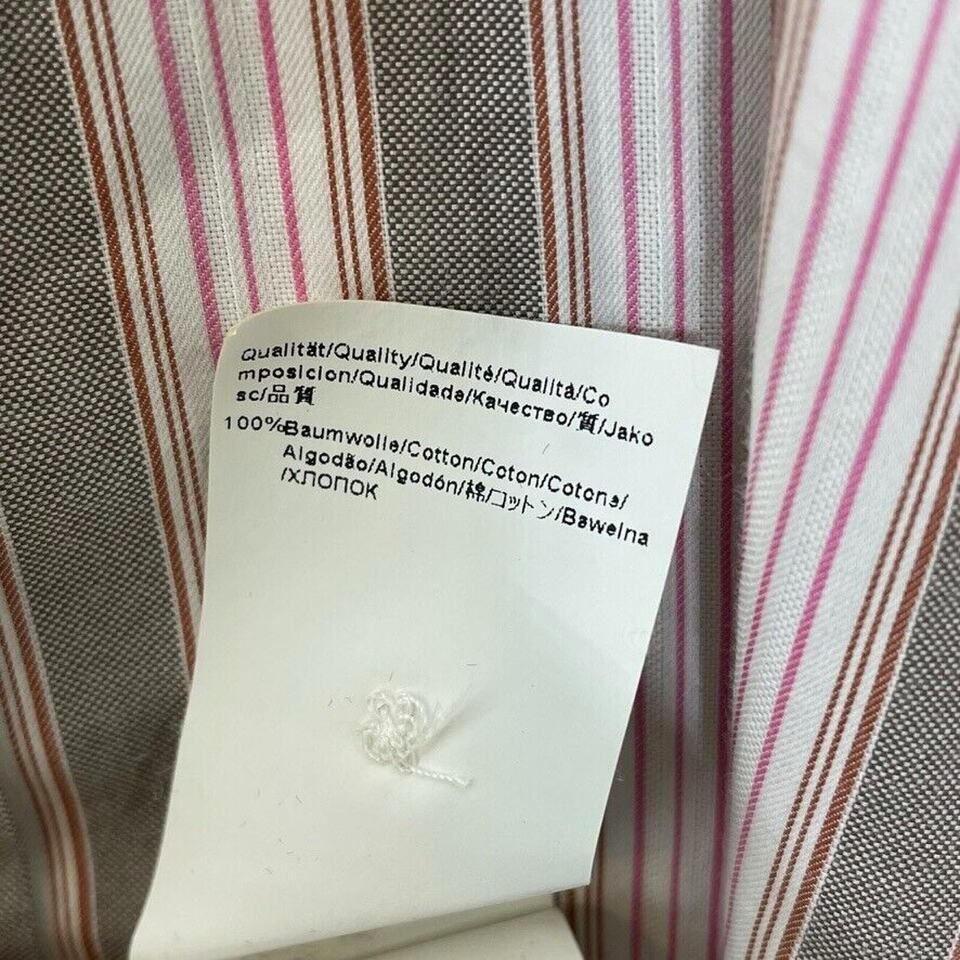 Qualität/Quality/Qualité/Qualità/Co
mposicion/Qualidade/Качество/質/Jako
sc/品質
100%Baumwolle/Cotton/Coton/Cotone/
Algodão/Algodón/棉/コットン/Bawelna
/ХЛОПОК